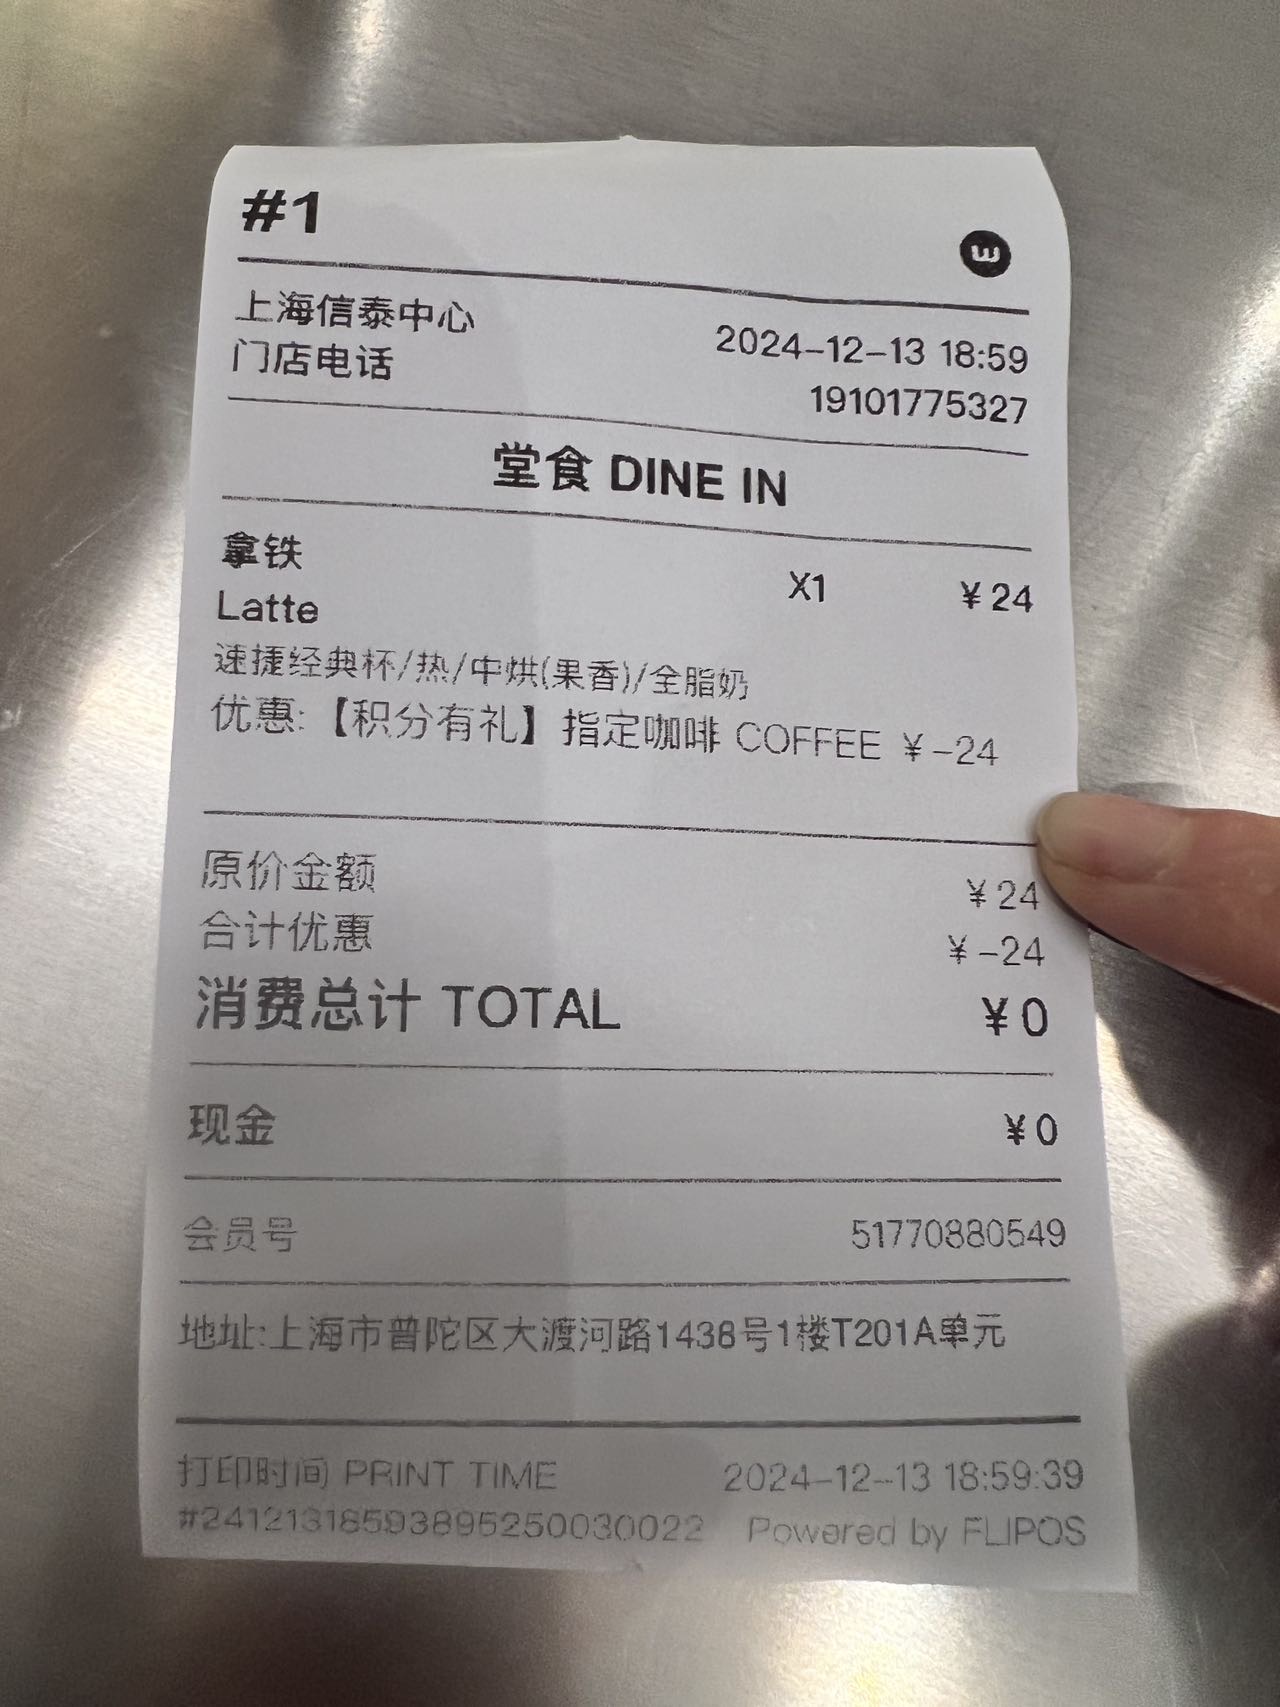 #1
上海信泰中心 2024-12-13 18:59
门店电话 19101775327
堂食 DINE IN
拿铁
Latte X1 ¥24
速捷经典杯/热/中烘(果香)/全脂奶
优惠:【积分有礼】指定咖啡 COFFEE ¥-24
原价金额 ¥24
合计优惠 ¥-24
消费总计 TOTAL ¥0
现金 ¥0
会员号 51770880549
地址:上海市普陀区大渡河路1438号1楼T201A单元
打印时间 PRINT TIME 2024-12-13 18:59:39
#24121318593895250030022 Powered by FLIPOS